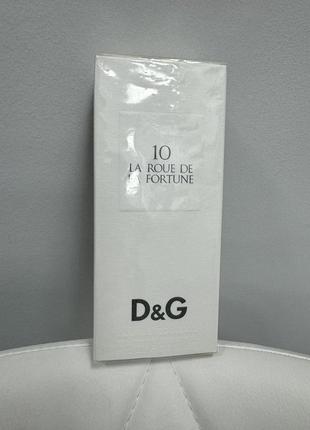 10
LA ROUE DE
LA FORTUNE
D&G